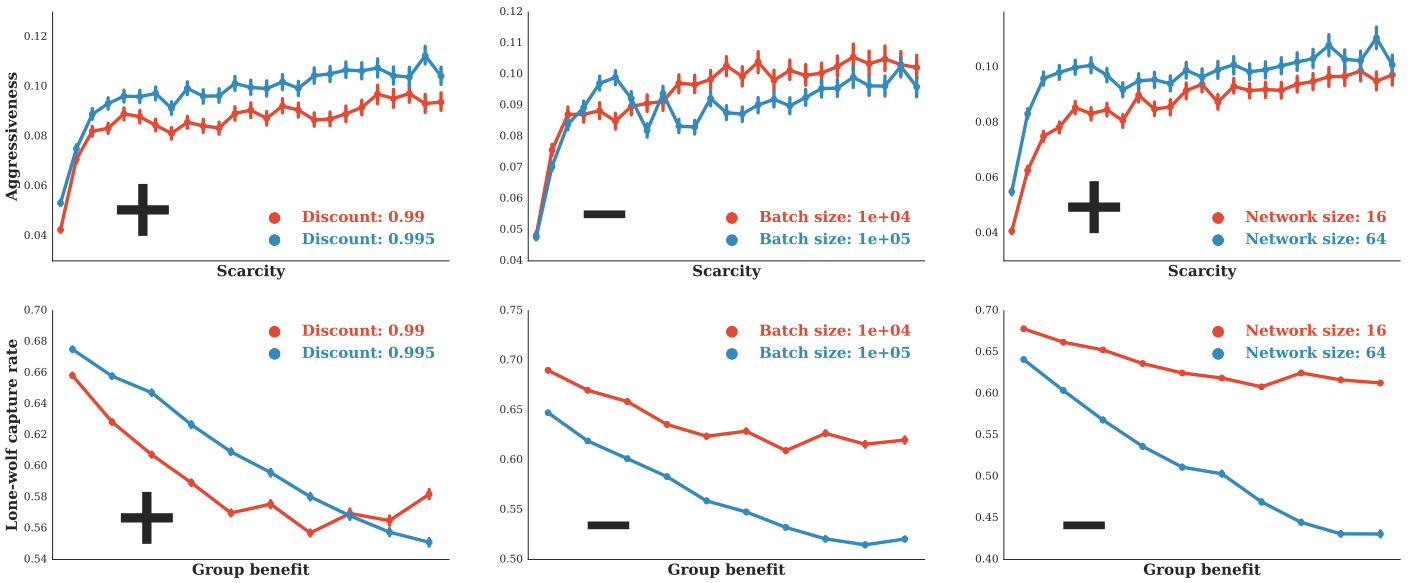 Aggressiveness
0.12
0.10
0.08
0.06
0.04
+
Discount: 0.99
Discount: 0.995
Scarcity
0.12
0.11
0.10
0.09
0.08
0.07
0.06
0.05
0.04
−
Batch size: 1e+04
Batch size: 1e+05
Scarcity
0.10
0.08
0.06
0.04
+
Network size: 16
Network size: 64
Scarcity
Lone-wolf capture rate
0.70
0.68
0.66
0.64
0.62
0.60
0.58
0.56
0.54
Discount: 0.99
Discount: 0.995
+
Group benefit
0.75
0.70
0.65
0.60
0.55
0.50
Batch size: 1e+04
Batch size: 1e+05
−
Group benefit
0.70
0.65
0.60
0.55
0.50
0.45
0.40
Network size: 16
Network size: 64
−
Group benefit